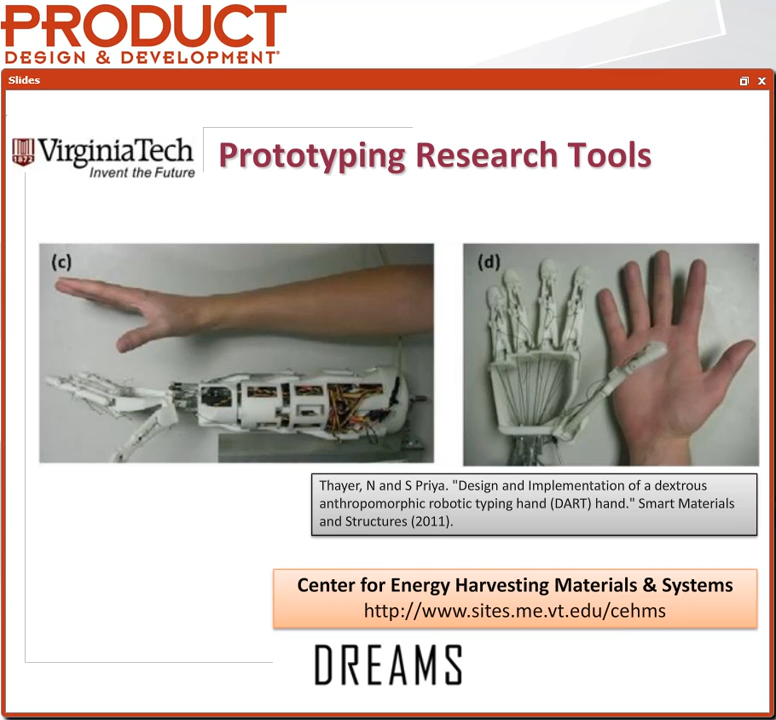 PRODUCT
DESIGN & DEVELOPMENT
Slides
VirginiaTech
1872
Invent the Future
Prototyping Research Tools
(c)
(d)
Thayer, N and S Priya. "Design and Implementation of a dextrous
anthropomorphic robotic typing hand (DART) hand." Smart Materials
and Structures (2011).
Center for Energy Harvesting Materials & Systems
http://www.sites.me.vt.edu/cehms
DREAMS